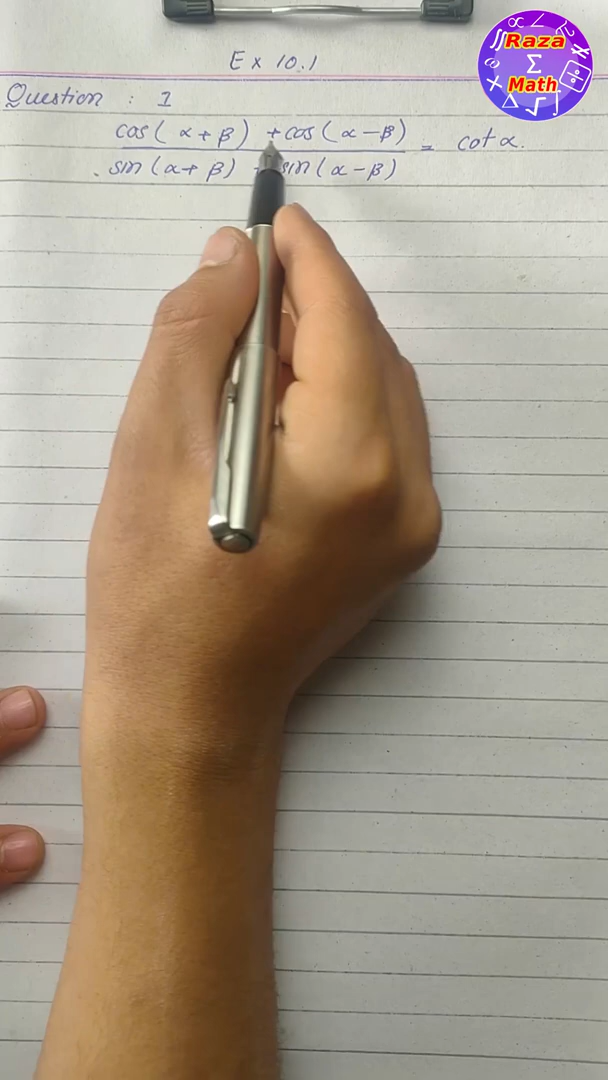 Ex 10.1
Question : 1
cos(α+β) +cos(α-β)
= cot α.
sin(α+β) sin(α-β)
Raza
Math